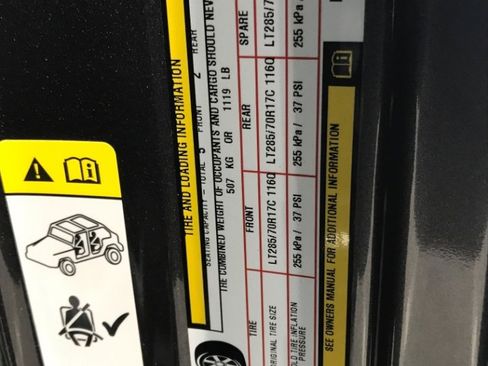 TIRE AND LOADING INFORMATION
SEATING CAPACITY - TOTAL 5 FRONT 2 REAR
THE COMBINED WEIGHT OF OCCUPANTS AND CARGO SHOULD NEV
507 KG OR 1119 LB
TIRE FRONT REAR SPARE
ORIGINAL TIRE SIZE LT285/70R17C 116Q LT285/70R17C 116Q LT285/70
COLD TIRE INFLATION PRESSURE 255 kPa / 37 PSI 255 kPa / 37 PSI 255 kPa /
SEE OWNERS MANUAL FOR ADDITIONAL INFORMATION